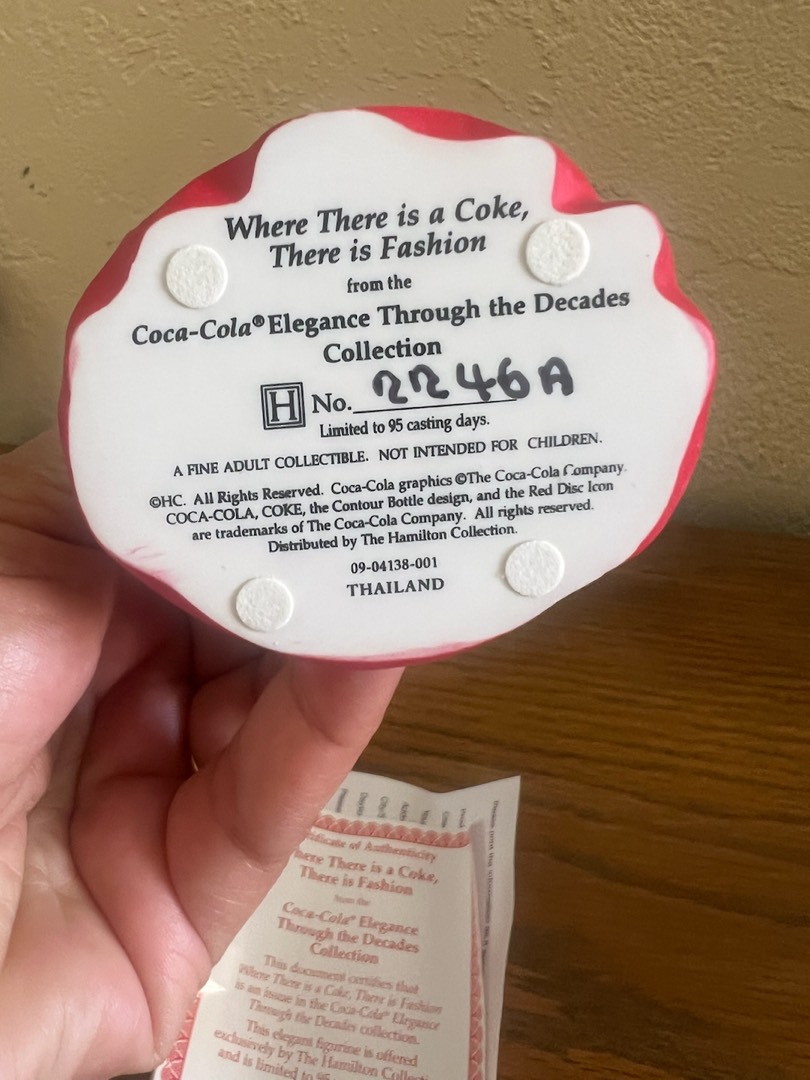 Where There is a Coke,
There is Fashion
from the
Coca-Cola® Elegance Through the Decades
Collection
H No. 2246A
Limited to 95 casting days.
A FINE ADULT COLLECTIBLE. NOT INTENDED FOR CHILDREN.
©HC. All Rights Reserved. Coca-Cola graphics ©The Coca-Cola Company.
COCA-COLA, COKE, the Contour Bottle design, and the Red Disc Icon
are trademarks of The Coca-Cola Company. All rights reserved.
Distributed by The Hamilton Collection.
09-04138-001
THAILAND
of Authenticity
There is a Coke,
There is Fashion
from the
Coca-Cola® Elegance
Through the Decades
Collection
This document certifies that
Where There is a Coke, There is Fashion
is an issue in the Coca-Cola® Elegance
Through the Decades collection.
This elegant figurine is offered
exclusively by The Hamilton
and is limited to 95